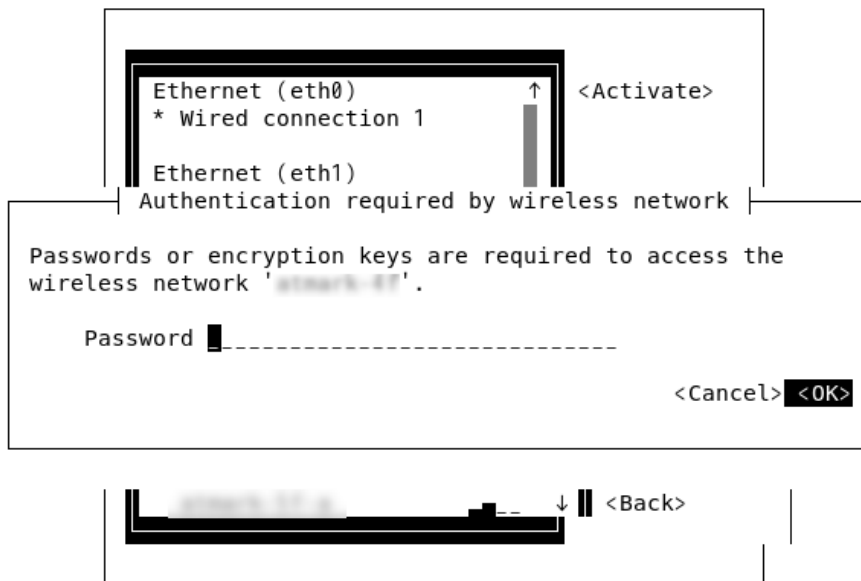 Ethernet (eth0) ↑ <Activate>
* Wired connection 1
Ethernet (eth1)
Authentication required by wireless network
Passwords or encryption keys are required to access the
wireless network ' '.
Password
<Cancel> <OK>
↓ <Back>